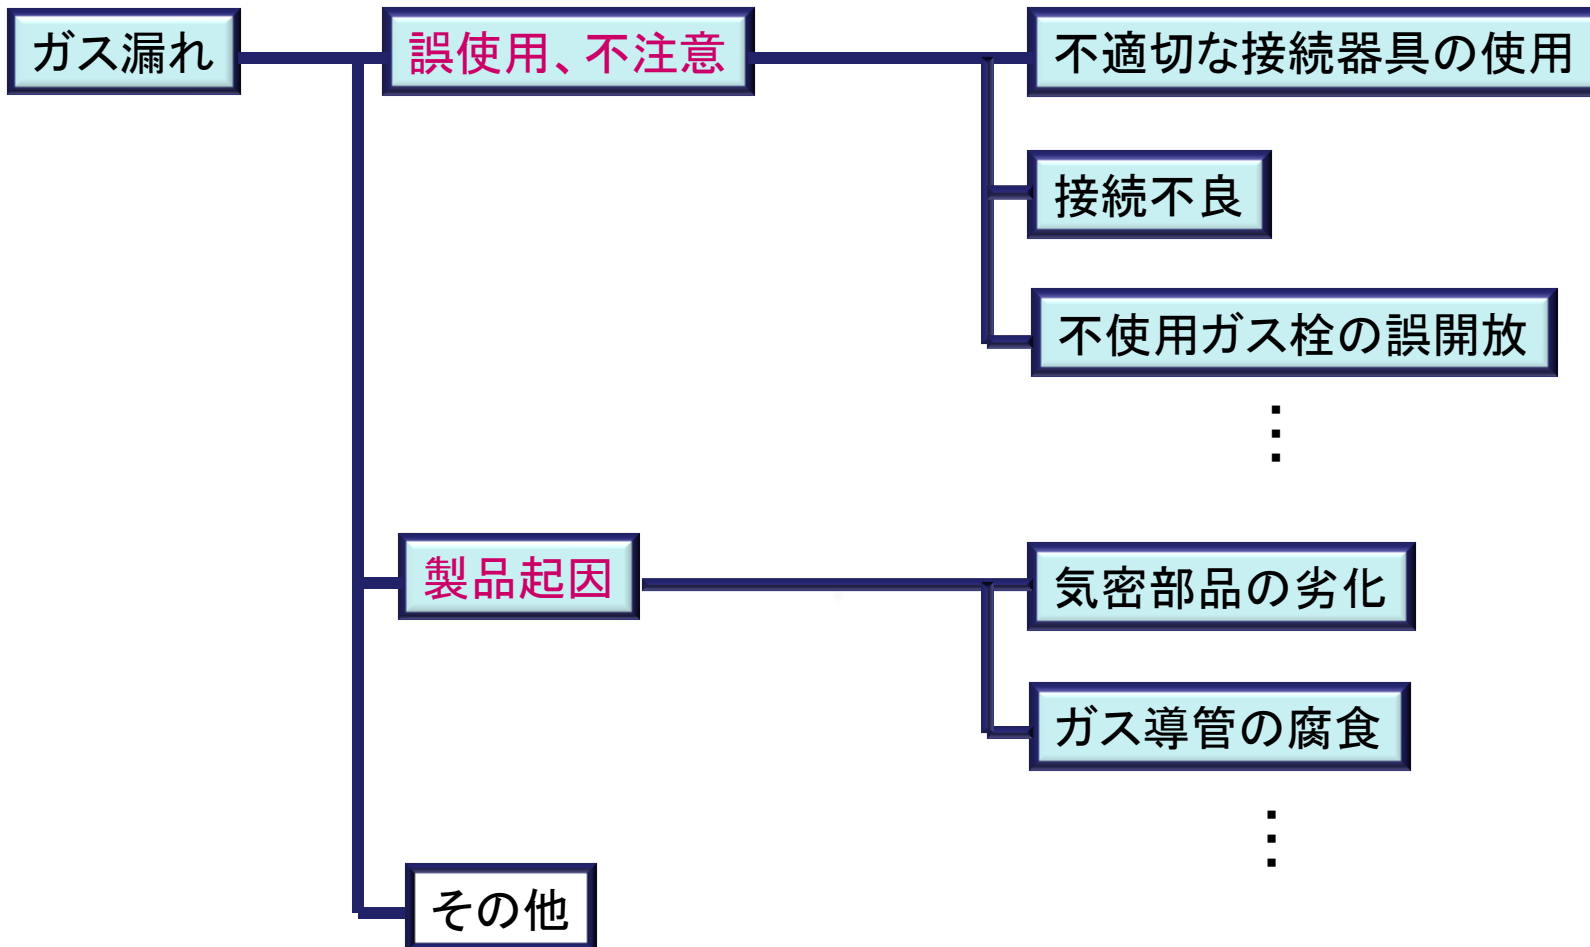 ガス漏れ
誤使用、不注意
不適切な接続器具の使用
接続不良
不使用ガス栓の誤開放
⋮
製品起因
気密部品の劣化
ガス導管の腐食
⋮
その他